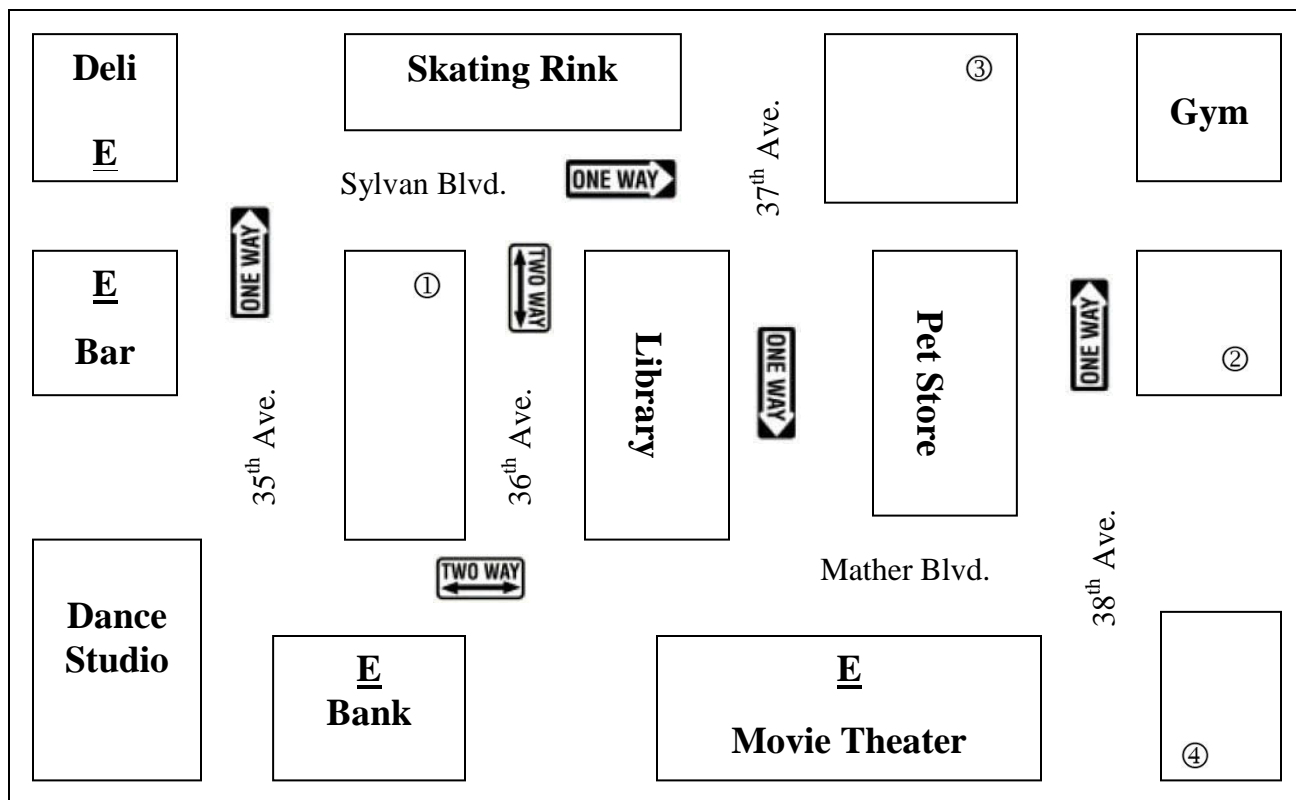 Deli
E
Skating Rink
③
Gym
37th Ave.
Sylvan Blvd.
ONE WAY
ONE WAY
E
Bar
①
TWO WAY
Library
ONE WAY
Pet Store
ONE WAY
②
35th Ave.
36th Ave.
TWO WAY
Mather Blvd.
38th Ave.
Dance
Studio
E
Bank
E
Movie Theater
④